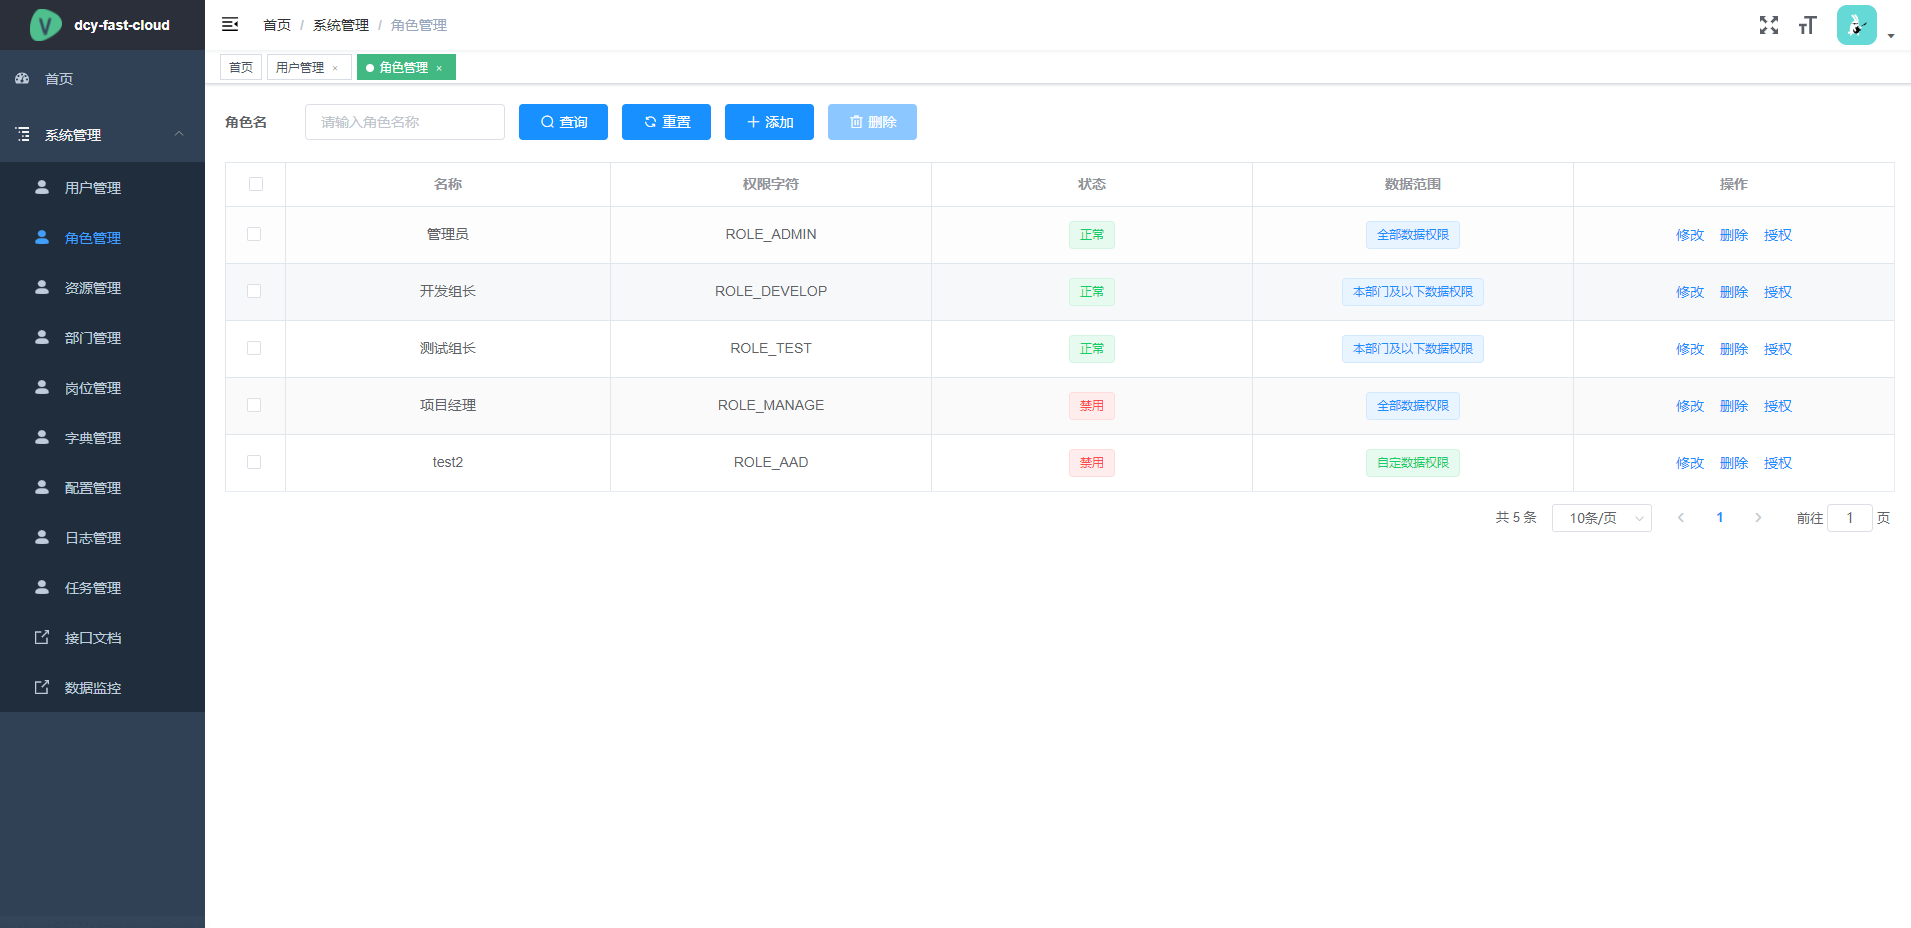 dcy-fast-cloud
首页
系统管理
用户管理
角色管理
资源管理
部门管理
岗位管理
字典管理
配置管理
日志管理
任务管理
接口文档
数据监控
首页 / 系统管理 / 角色管理
首页 用户管理 × 角色管理 ×
角色名 请输入角色名称 查询 重置 添加 删除
名称 权限字符 状态 数据范围 操作
管理员 ROLE_ADMIN 正常 全部数据权限 修改 删除 授权
开发组长 ROLE_DEVELOP 正常 本部门及以下数据权限 修改 删除 授权
测试组长 ROLE_TEST 正常 本部门及以下数据权限 修改 删除 授权
项目经理 ROLE_MANAGE 禁用 全部数据权限 修改 删除 授权
test2 ROLE_AAD 禁用 自定数据权限 修改 删除 授权
共 5 条 10条/页 1 前往 1 页